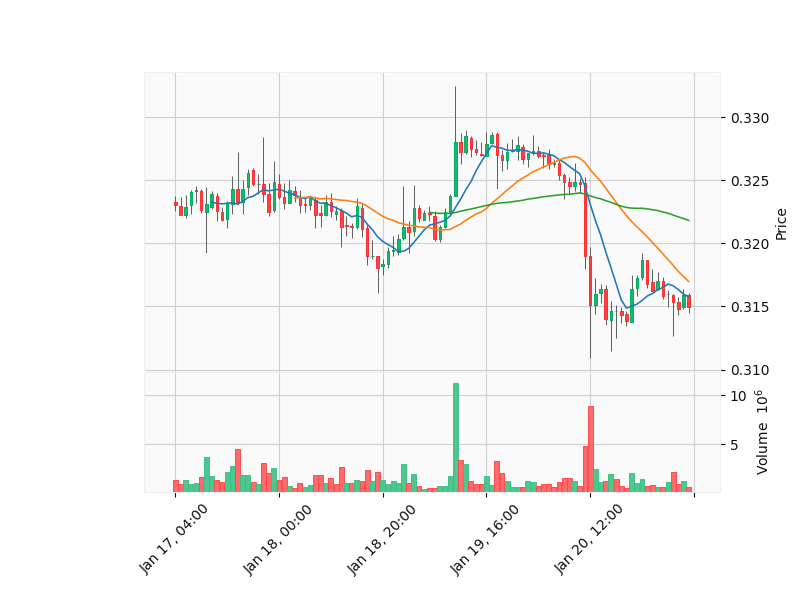 0.330
0.325
0.320
0.315
0.310
Price
10
5
Volume 10⁶
Jan 17, 04:00
Jan 18, 00:00
Jan 18, 20:00
Jan 19, 16:00
Jan 20, 12:00